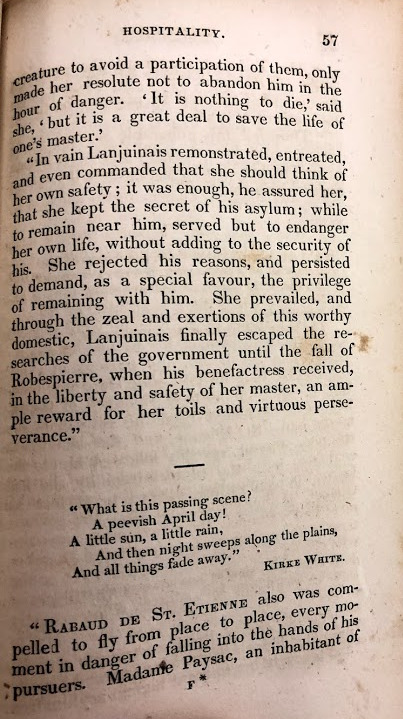 HOSPITALITY. 57
creature to avoid a participation of them, only
made her resolute not to abandon him in the
hour of danger. ‘It is nothing to die,’ said
she, ‘but it is a great deal to save the life of
one's master.’
“In vain Lanjuinais remonstrated, entreated,
and even commanded that she should think of
her own safety; it was enough, he assured her,
that she kept the secret of his asylum; while
to remain near him, served but to endanger
her own life, without adding to the security of
his. She rejected his reasons, and persisted
to demand, as a special favour, the privilege
of remaining with him. She prevailed, and
through the zeal and exertions of this worthy
domestic, Lanjuinais finally escaped the re-
searches of the government until the fall of
Robespierre, when his benefactress received,
in the liberty and safety of her master, an am-
ple reward for her toils and virtuous perse-
verance.”
“What is this passing scene?
A peevish April day!
A little sun, a little rain,
And then night sweeps along the plains,
And all things fade away.”
KIRKE WHITE.
“RABAUD DE ST. ETIENNE also was com-
pelled to fly from place to place, every mo-
ment in danger of falling into the hands of his
pursuers. Madame Paysac, an inhabitant of
F*